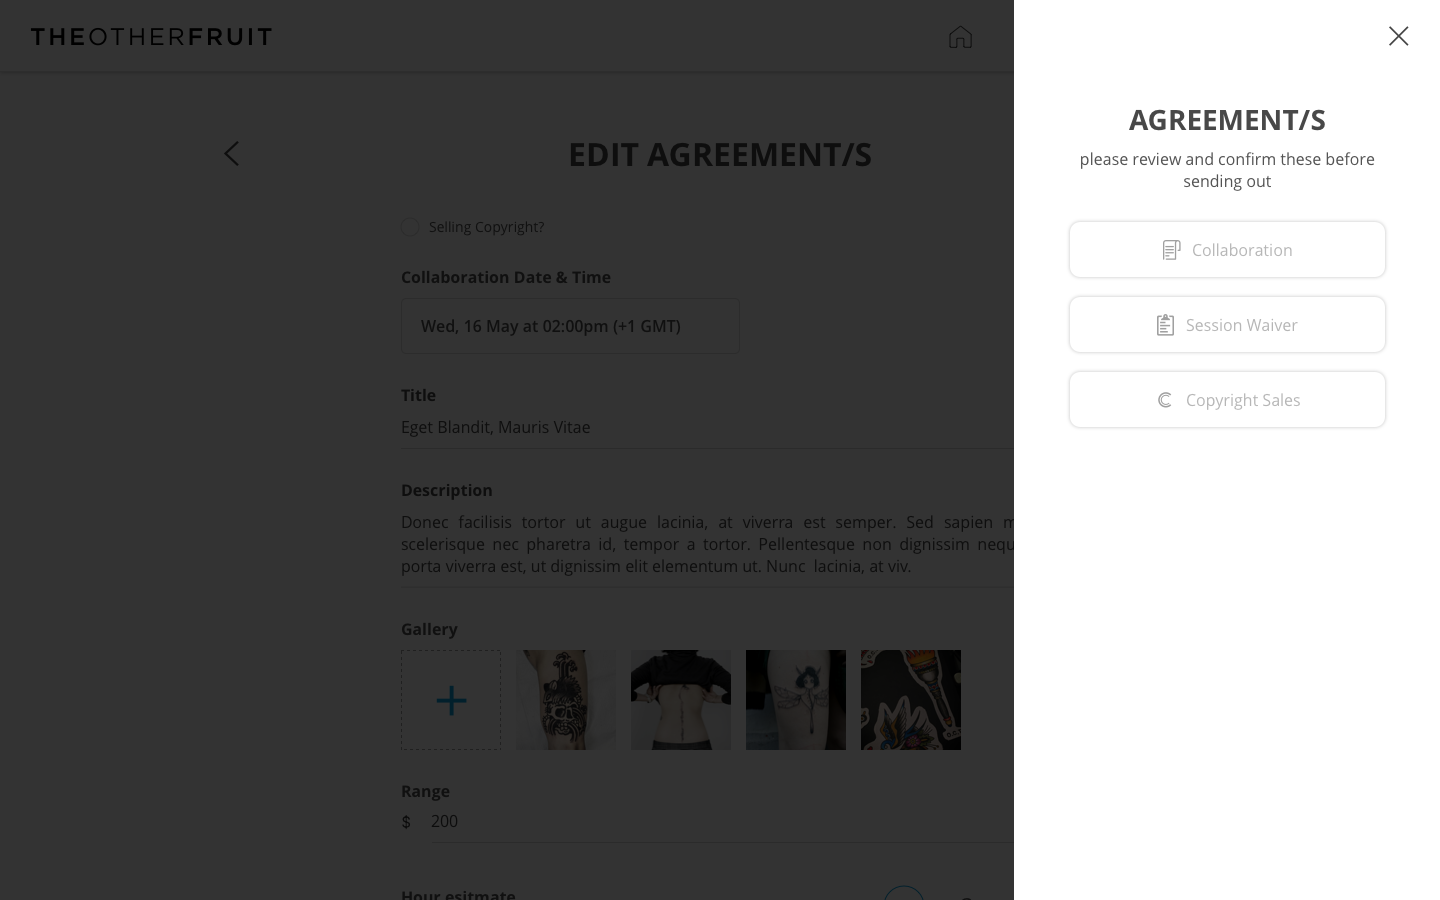 THEOTHERFRUIT
EDIT AGREEMENT/S
Selling Copyright?
Collaboration Date & Time
Wed, 16 May at 02:00pm (+1 GMT)
Title
Eget Blandit, Mauris Vitae
Description
Donec facilisis tortor ut augue lacinia, at viverra est semper. Sed sapien
scelerisque nec pharetra id, tempor a tortor. Pellentesque non dignissim
porta viverra est, ut dignissim elit elementum ut. Nunc lacinia, at viv.
Gallery
Range
$ 200
Hour esitmate
AGREEMENT/S
please review and confirm these before
sending out
Collaboration
Session Waiver
Copyright Sales